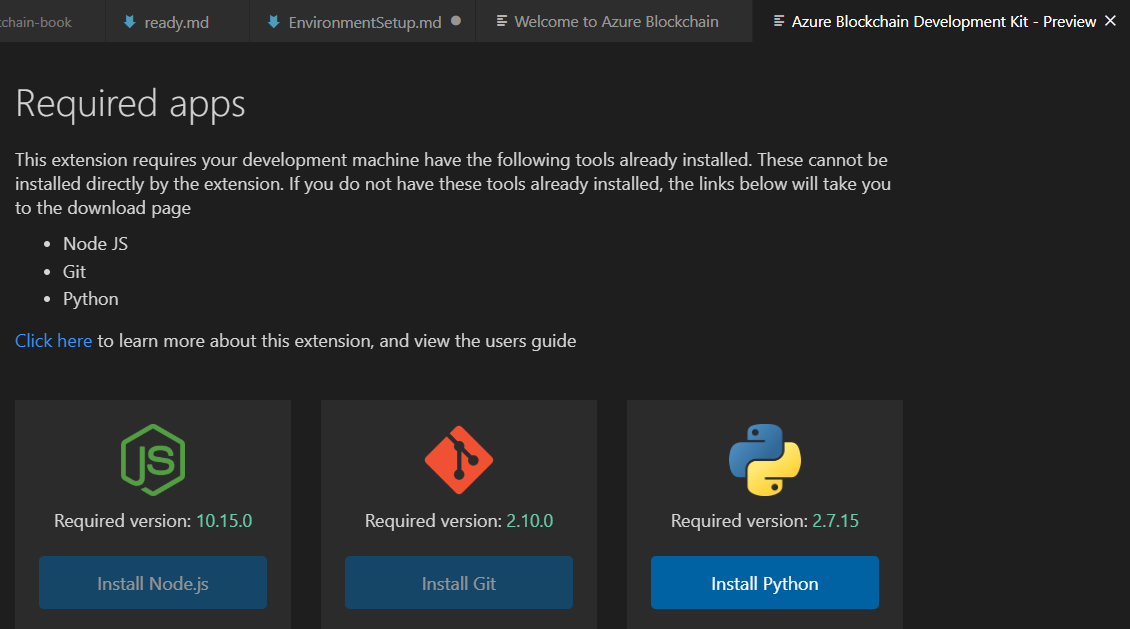 chain-book
ready.md
EnvironmentSetup.md
Welcome to Azure Blockchain
Azure Blockchain Development Kit - Preview
Required apps
This extension requires your development machine have the following tools already installed. These cannot be
installed directly by the extension. If you do not have these tools already installed, the links below will take you
to the download page
• Node JS
• Git
• Python
Click here to learn more about this extension, and view the users guide
JS
Required version: 10.15.0
Required version: 2.10.0
Required version: 2.7.15
Install Node.js
Install Git
Install Python